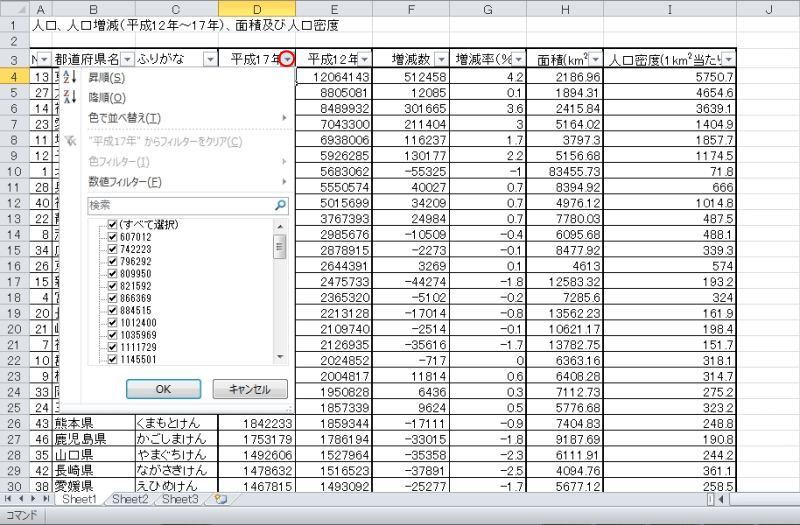 A B C D E F G H I J
1 人口、人口増減(平成12年～17年)、面積及び人口密度
2
3 N 都道府県名 ふりがな 平成17年 平成12年 増減数 増減率(% 面積(km² 人口密度(1km²当たり
4 13 12064143 512458 4.2 2186.96 5750.7
5 27 8805081 12085 0.1 1894.31 4654.6
6 14 8489932 301665 3.6 2415.84 3639.1
7 23 7043300 211404 3 5164.02 1404.9
8 11 6938006 116237 1.7 3797.3 1857.7
9 12 5926285 130177 2.2 5156.68 1174.5
10 1 5683062 -55325 -1 83455.73 71.8
11 28 5550574 40027 0.7 8394.92 666
12 40 5015699 34209 0.7 4976.12 1014.8
13 22 3767393 24984 0.7 7780.03 487.5
14 8 2985676 -10509 -0.4 6095.68 488.1
15 34 2878915 -2273 -0.1 8477.92 339.3
16 26 2644391 3269 0.1 4613 574
17 15 2475733 -44274 -1.8 12583.32 193.2
18 4 2365320 -5102 -0.2 7285.6 324
19 20 2213128 -17014 -0.8 13562.23 161.9
20 21 2109740 -2514 -0.1 10621.17 198.4
21 7 2126935 -35616 -1.7 13782.75 151.7
22 10 2024852 -717 0 6363.16 318.1
23 9 2004817 11814 0.6 6408.28 314.7
24 33 1950828 6436 0.3 7112.73 275.2
25 24 1857339 9624 0.5 5776.68 323.2
26 43 熊本県 くまもとけん 1842233 1859344 -17111 -0.9 7404.83 248.8
27 46 鹿児島県 かごしまけん 1753179 1786194 -33015 -1.8 9187.69 190.8
28 35 山口県 やまぐちけん 1492606 1527964 -35358 -2.3 6111.91 244.2
29 42 長崎県 ながさきけん 1478632 1516523 -37891 -2.5 4094.76 361.1
30 38 愛媛県 えひめけん 1467815 1493092 -25277 -1.7 5677.12 258.5
昇順(S)
降順(O)
色で並べ替え(T)
"平成17年" からフィルターをクリア(C)
色フィルター(I)
数値フィルター(F)
検索
(すべて選択)
607012
742223
796292
809950
821592
866369
884515
1012400
1035969
1111729
1145501
OK キャンセル
Sheet1 Sheet2 Sheet3
コマンド